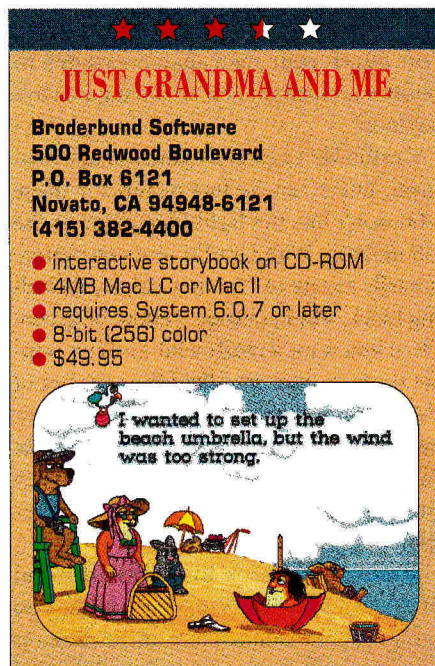 JUST GRANDMA AND ME
Broderbund Software
500 Redwood Boulevard
P.O. Box 6121
Novato, CA 94948-6121
(415) 382-4400
interactive storybook on CD-ROM
4MB Mac LC or Mac II
requires System 6.0.7 or later
8-bit (256) color
$49.95
I wanted to set up the
beach umbrella, but the wind
was too strong.